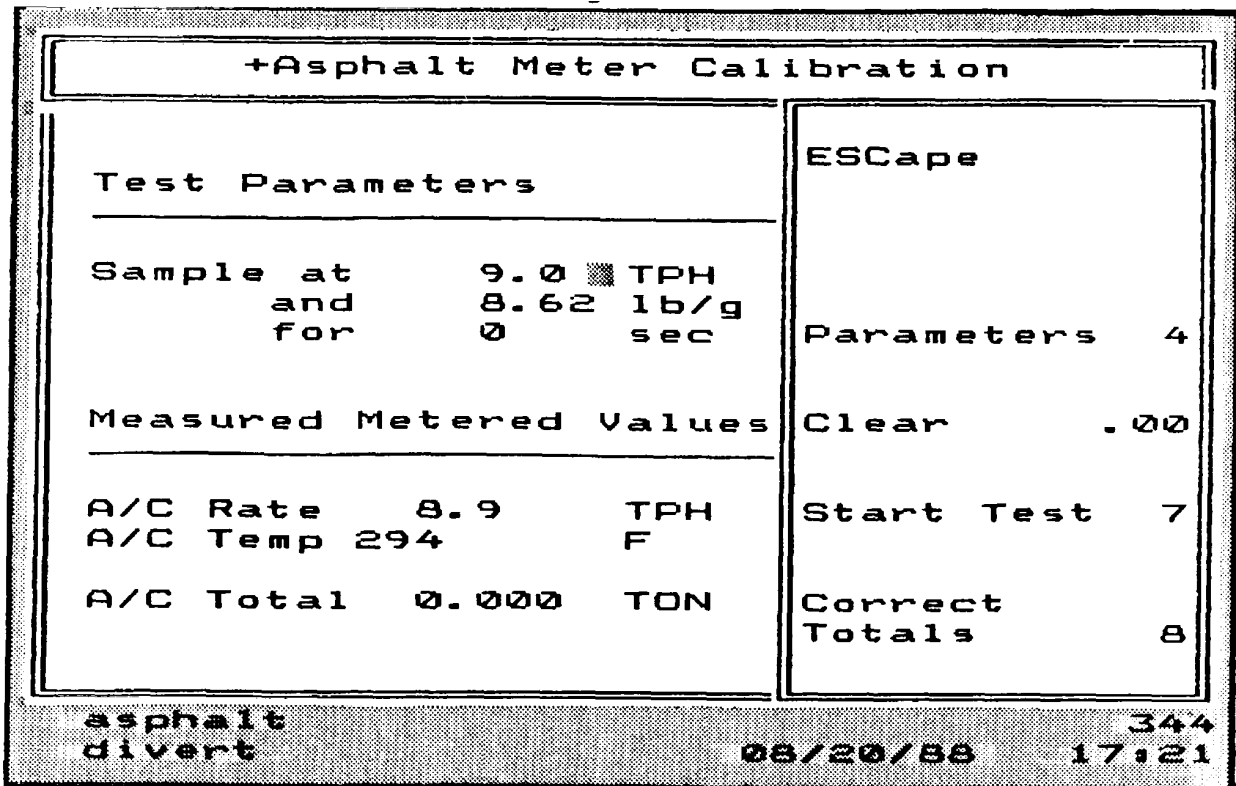 +Asphalt Meter Calibration
Test Parameters
Sample at 9.0 TPH
and 8.62 lb/g
for 0 sec
Measured Metered Values
A/C Rate 8.9 TPH
A/C Temp 294 F
A/C Total 0.000 TON
ESCape
Parameters 4
Clear .00
Start Test 7
Correct
Totals 8
asphalt 344
divert 08/20/88 17:21